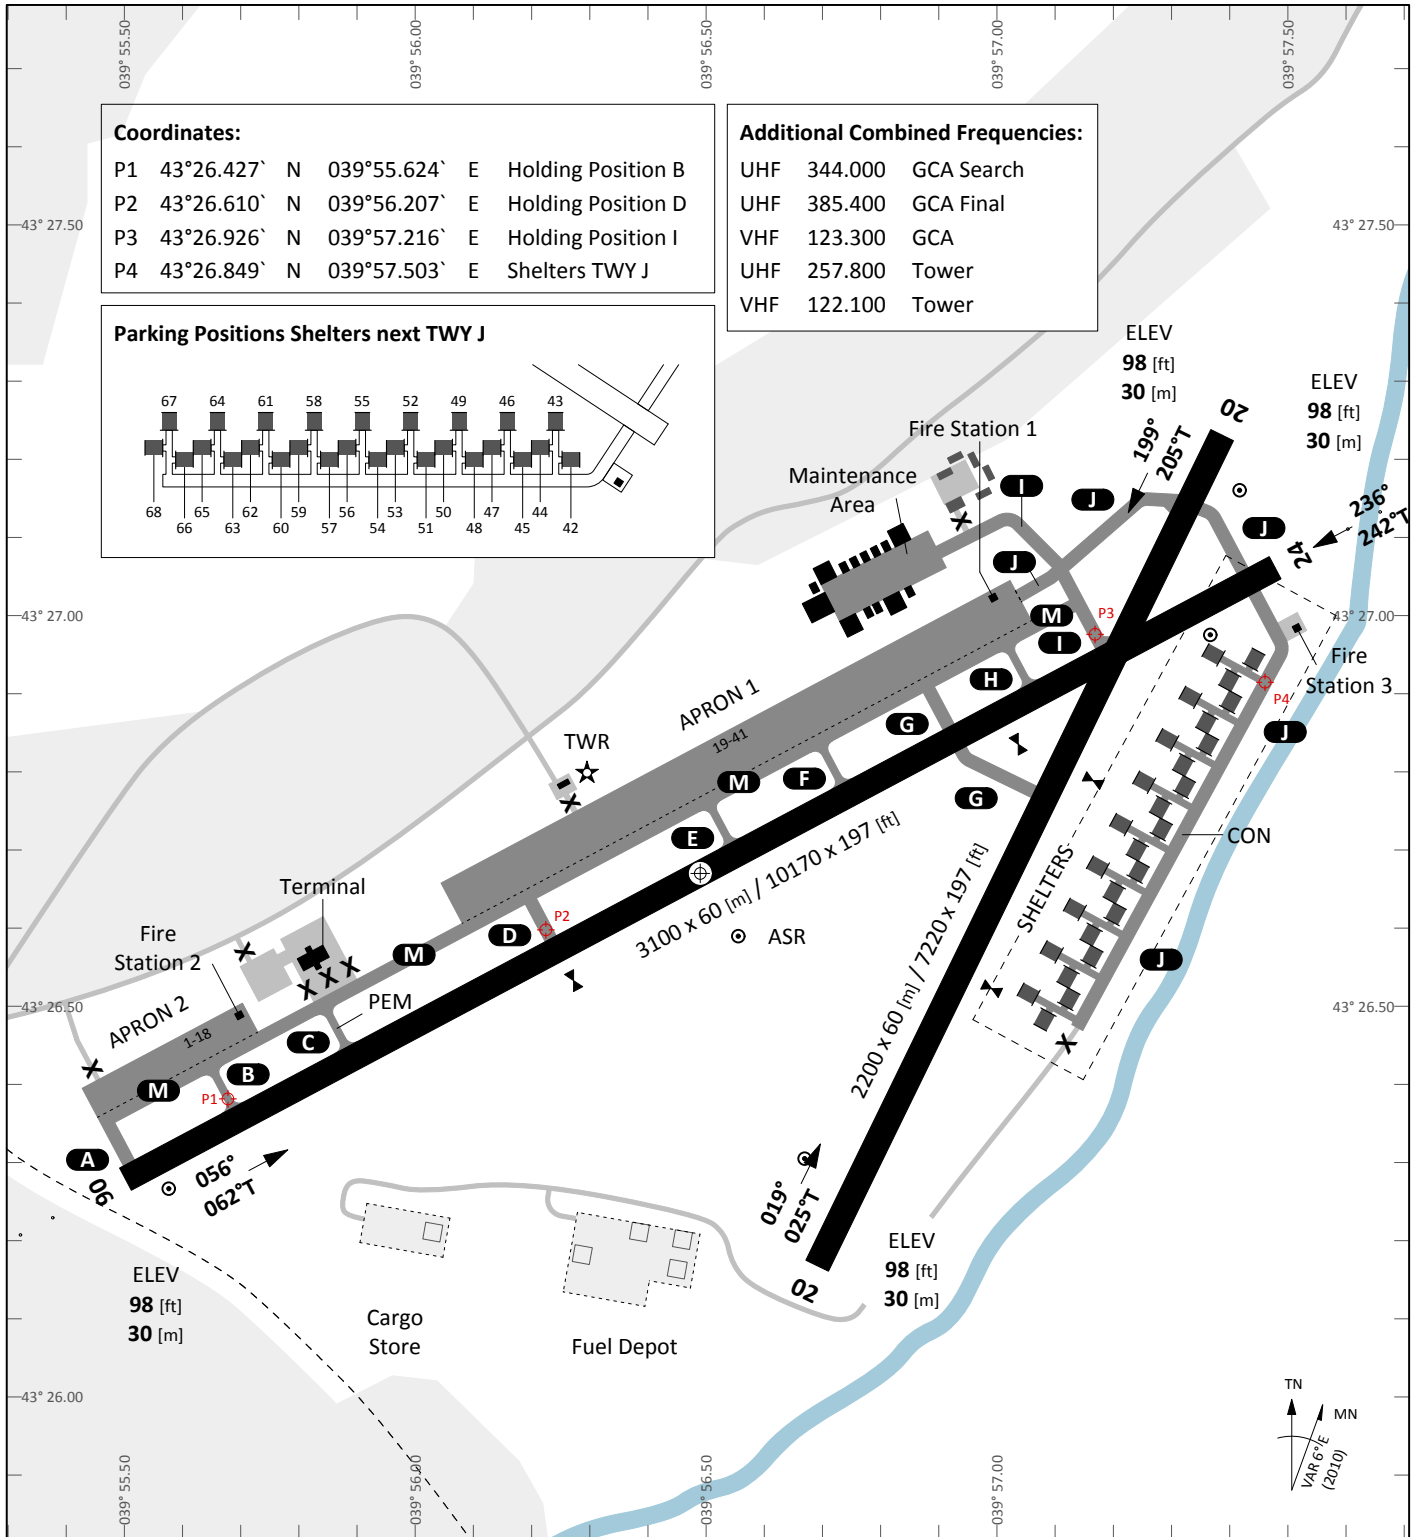 039° 55.50
039° 56.00
039° 56.50
039° 57.00
039° 57.50
Coordinates:
P1 43°26.427` N 039°55.624` E Holding Position B
P2 43°26.610` N 039°56.207` E Holding Position D
P3 43°26.926` N 039°57.216` E Holding Position I
P4 43°26.849` N 039°57.503` E Shelters TWY J
Additional Combined Frequencies:
UHF 344.000 GCA Search
UHF 385.400 GCA Final
VHF 123.300 GCA
UHF 257.800 Tower
VHF 122.100 Tower
43° 27.50
43° 27.50
Parking Positions Shelters next TWY J
67 64 61 58 55 52 49 46 43
68 66 65 63 62 60 59 57 56 54 53 51 50 48 47 45 44 42
ELEV
98 [ft]
30 [m]
ELEV
98 [ft]
30 [m]
20
199°
205°T
Fire Station 1
Maintenance
Area
I
J
J
236°
242°T
24
J
43° 27.00
43° 27.00
M
P3
I
Fire
Station 3
P4
J
H
G
APRON 1
19-41
TWR
M
F
G
E
CON
3100 x 60 [m] / 10170 x 197 [ft]
SHELTERS
Terminal
P2
D
ASR
Fire
Station 2
M
J
2200 x 60 [m] / 7220 x 197 [ft]
43° 26.50
43° 26.50
PEM
APRON 2
1-18
C
B
M
P1
A
06
056°
062°T
019°
025°T
02
ELEV
98 [ft]
30 [m]
ELEV
98 [ft]
30 [m]
Cargo
Store
Fuel Depot
43° 26.00
43° 26.00
TN
MN
VAR 6°/E
(2010)
039° 55.50
039° 56.00
039° 56.50
039° 57.00